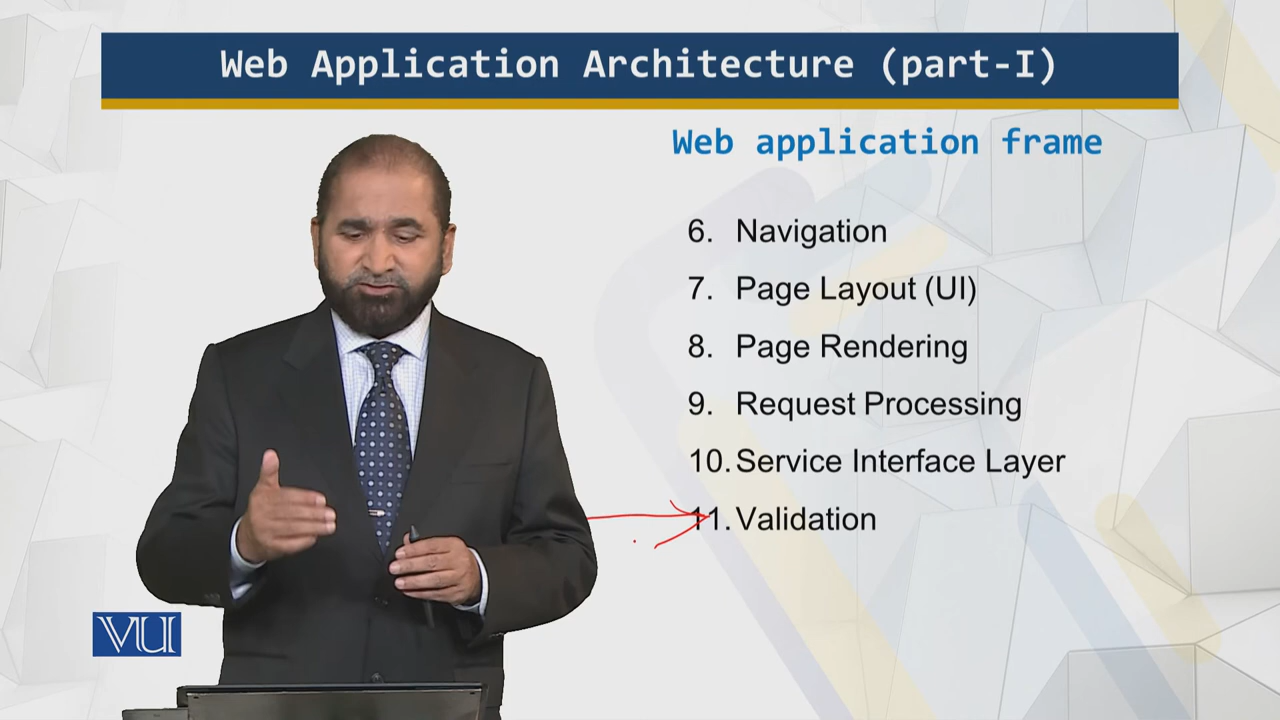 Web Application Architecture (part-I)
Web application frame
6. Navigation
7. Page Layout (UI)
8. Page Rendering
9. Request Processing
10. Service Interface Layer
11. Validation
VU